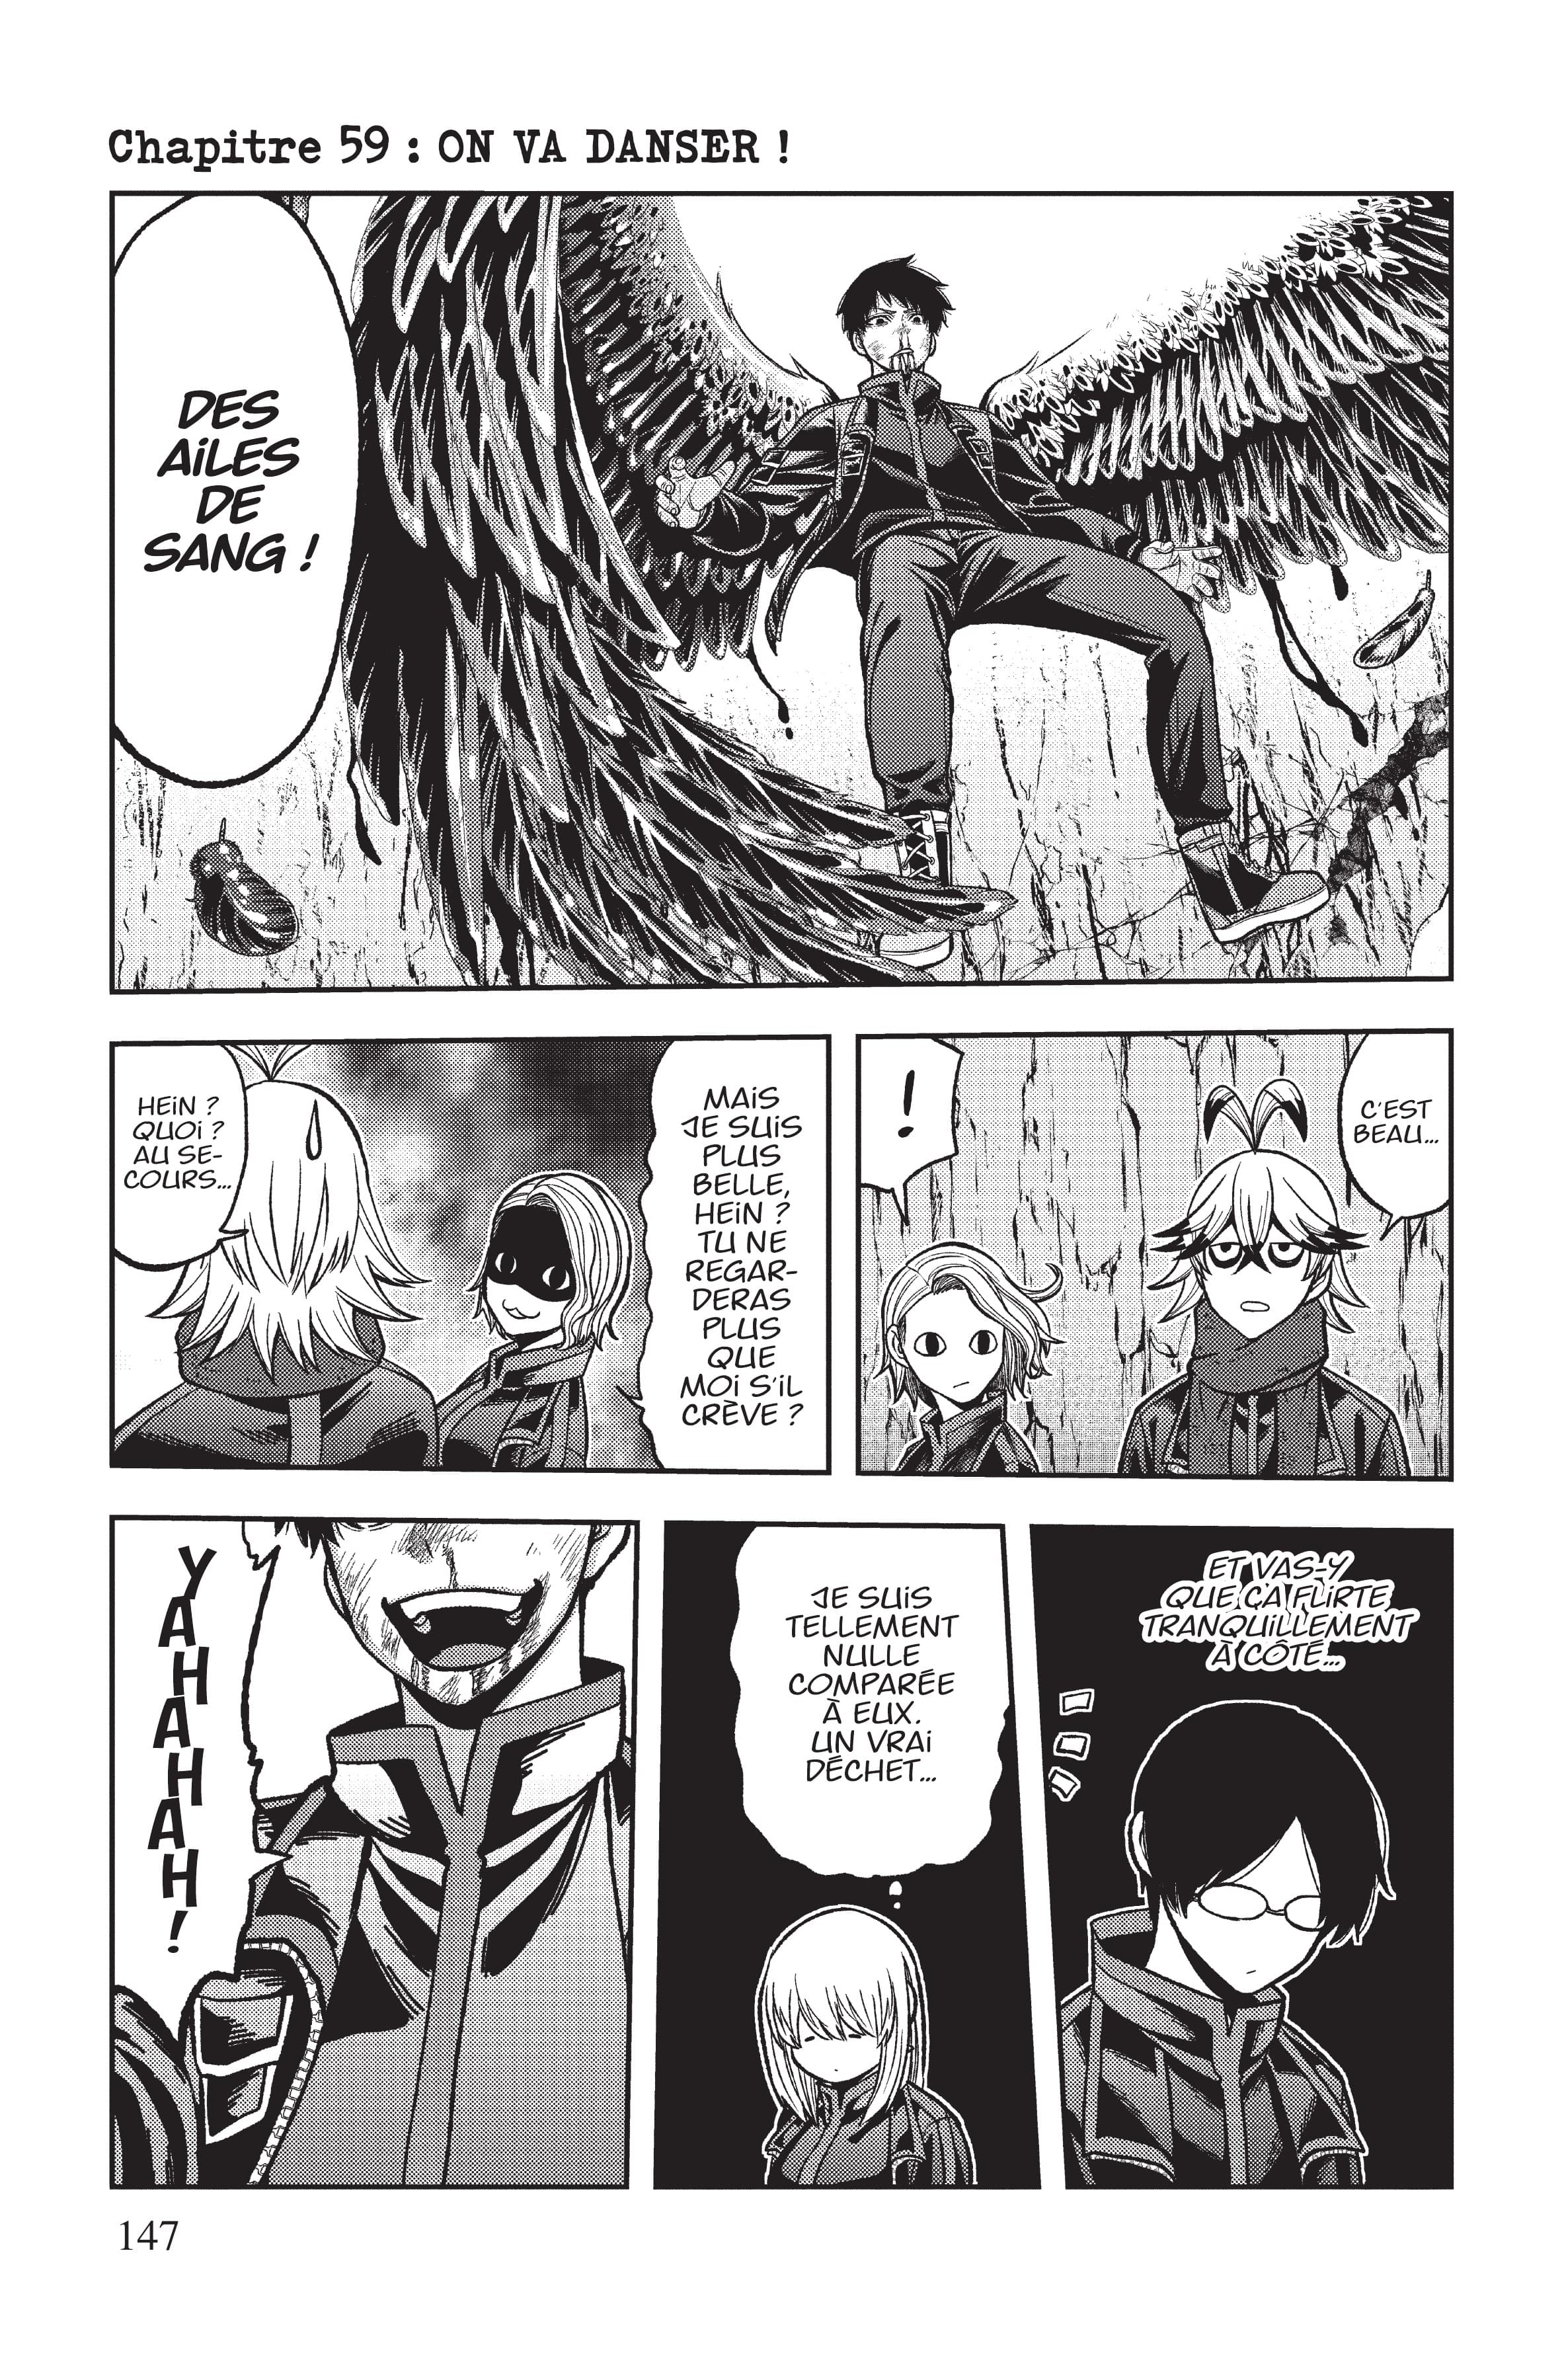 Chapitre 59 : ON VA DANSER !
DES
AILES
DE
SANG !
C'EST
BEAU...
!
MAIS
JE SUIS
PLUS
BELLE,
HEIN ?
TU NE
REGAR-
DERAS
PLUS
QUE
MOI S'IL
CRÈVE ?
HEIN ?
QUOI ?
AU SE-
COURS...
ET VAS-Y
QUE ÇA FLIRTE
TRANQUILLEMENT
À CÔTÉ...
JE SUIS
TELLEMENT
NULLE
COMPARÉE
À EUX.
UN VRAI
DÉCHET...
YAHAHAHAH !
147